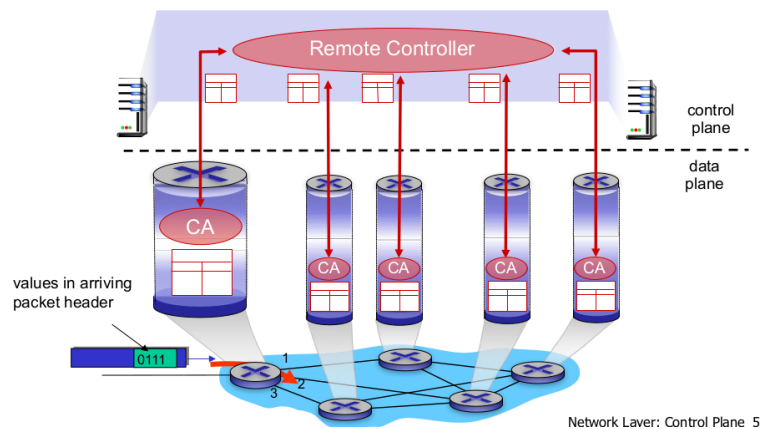 Remote Controller
control
plane
data
plane
CA
CA
CA
CA
CA
values in arriving
packet header
0111
1
2
3
Network Layer: Control Plane 5